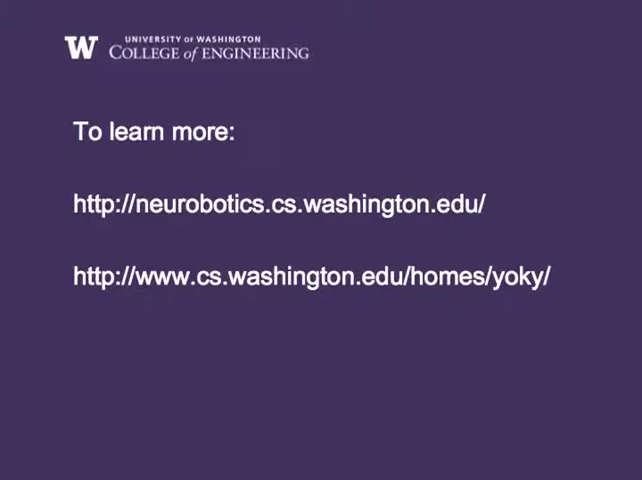 W
UNIVERSITY OF WASHINGTON
COLLEGE of ENGINEERING
To learn more:
http://neurobotics.cs.washington.edu/
http://www.cs.washington.edu/homes/yoky/